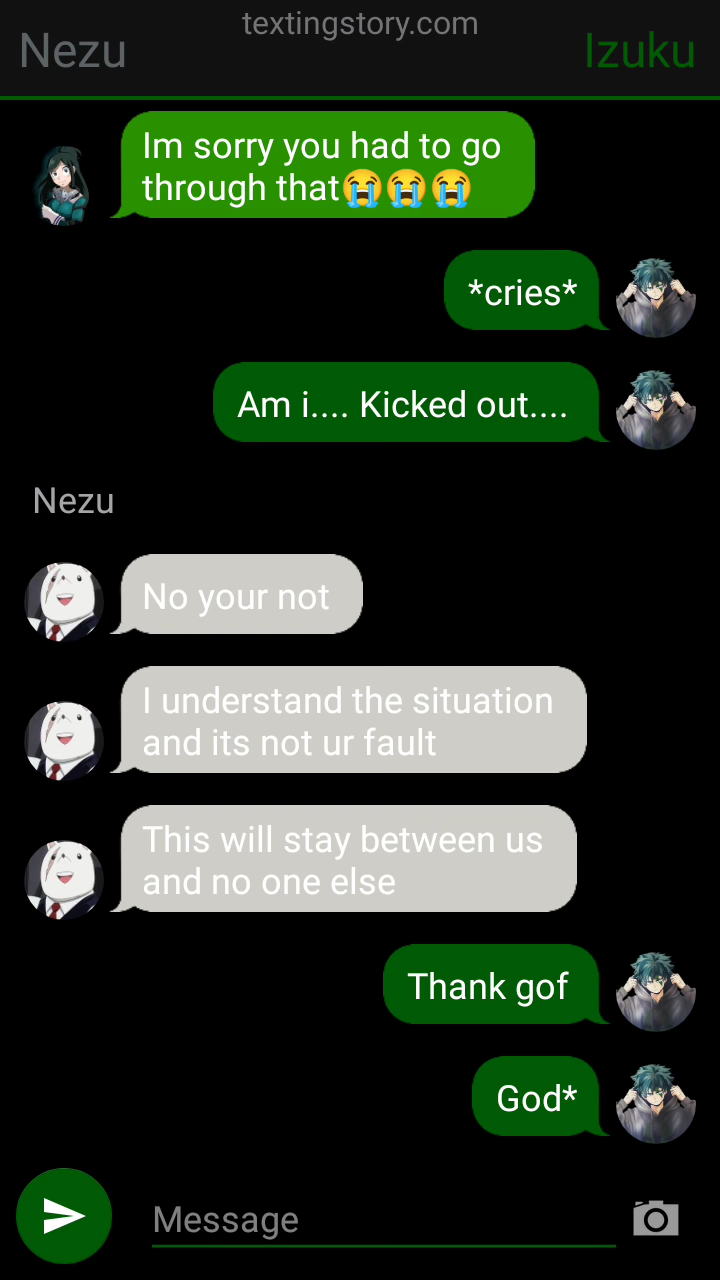 textingstory.com
Nezu
Izuku
Im sorry you had to go
through that😭😭😭
*cries*
Am i.... Kicked out....
Nezu
No your not
I understand the situation
and its not ur fault
This will stay between us
and no one else
Thank gof
God*
Message